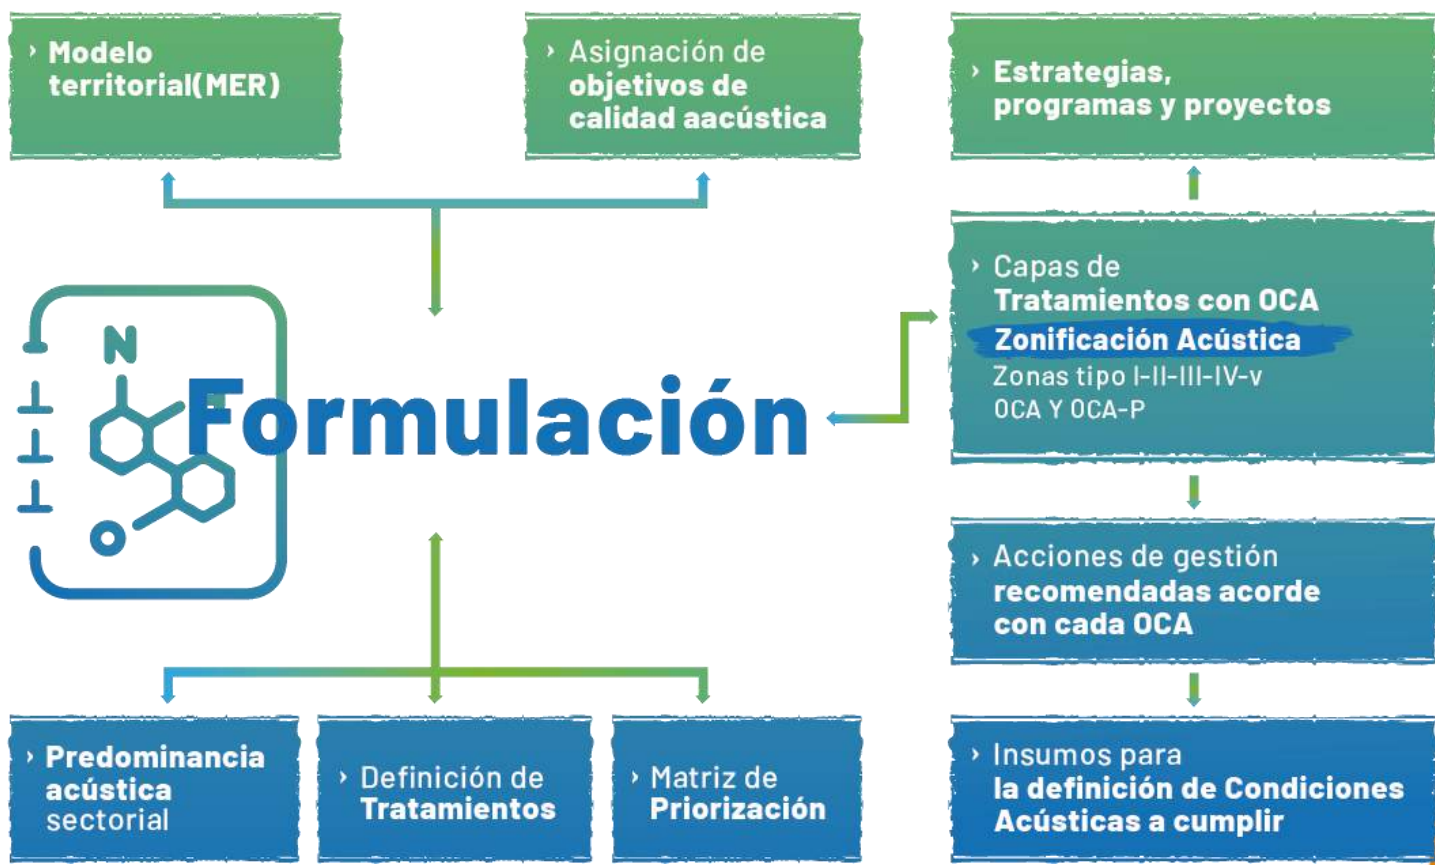 › Modelo
territorial(MER)
› Asignación de
objetivos de
calidad aacústica
› Estrategias,
programas y proyectos
› Capas de
Tratamientos con OCA
Zonificación Acústica
Zonas tipo I-II-III-IV-v
OCA Y OCA-P
N
Formulación
› Acciones de gestión
recomendadas acorde
con cada OCA
› Predominancia
acústica
sectorial
› Definición de
Tratamientos
› Matriz de
Priorización
› Insumos para
la definición de Condiciones
Acústicas a cumplir